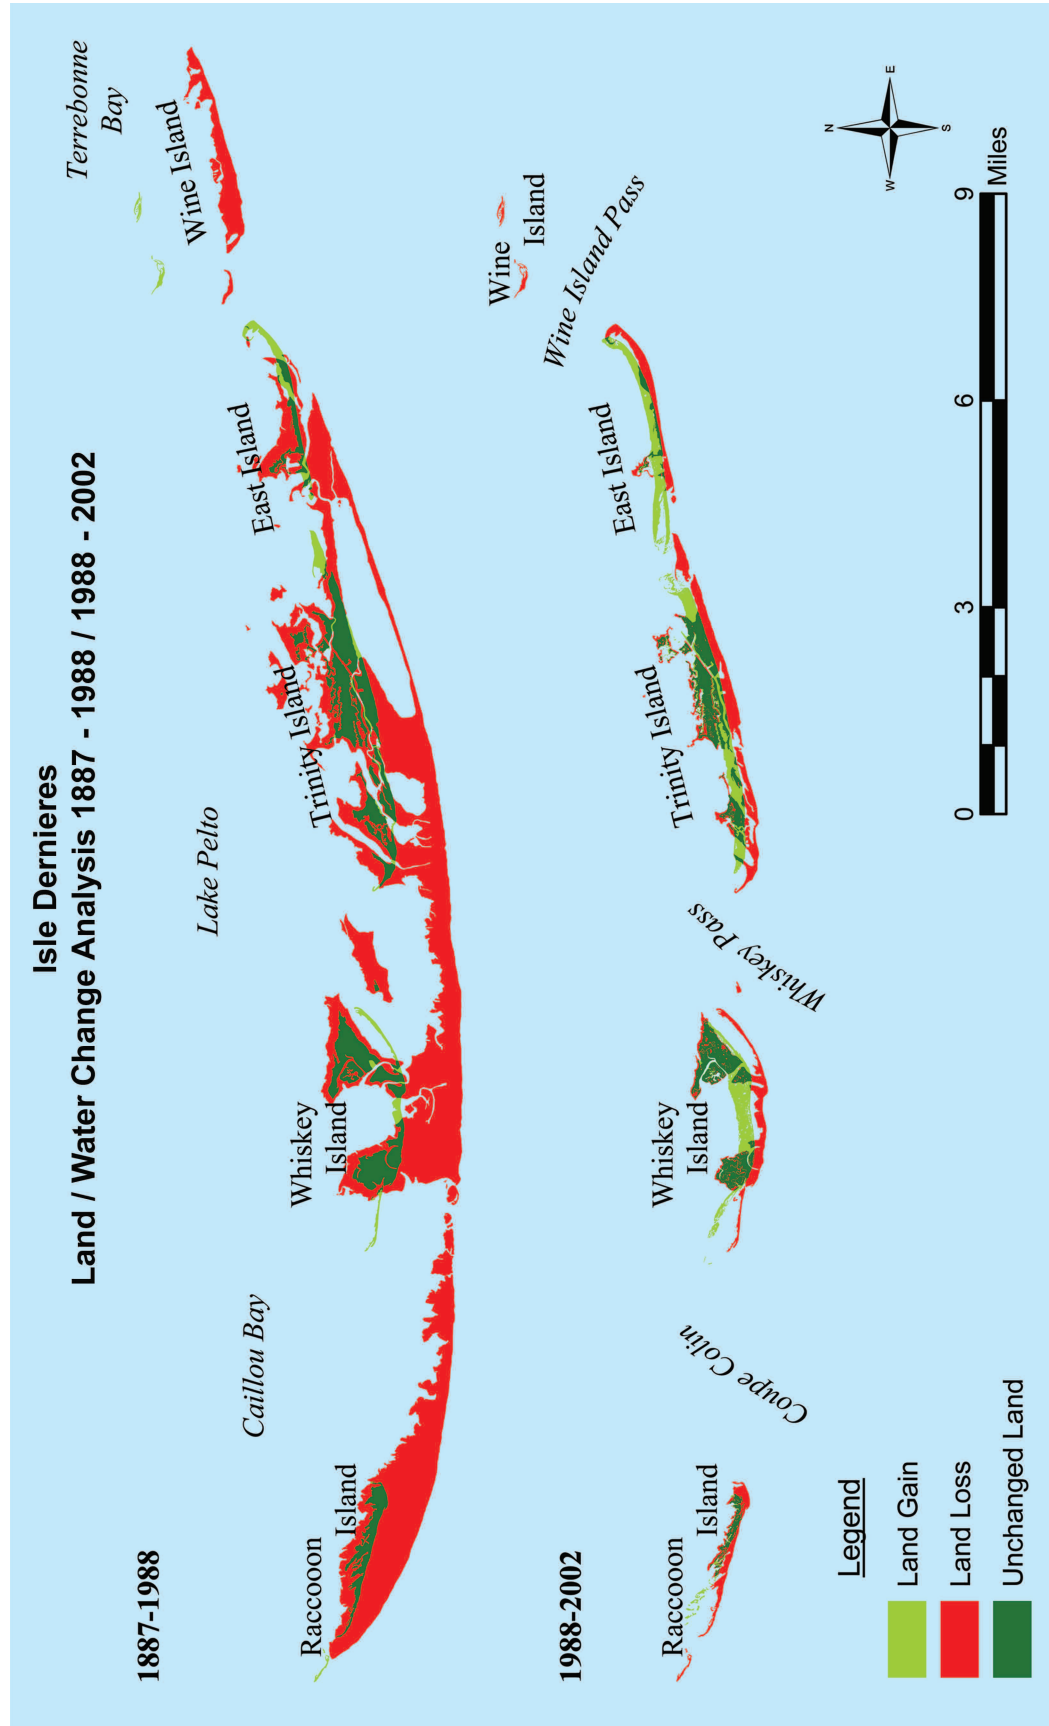 Isle Dernieres
Land / Water Change Analysis 1887 - 1988 / 1988 - 2002
1887-1988
Terrebonne
Bay
Wine Island
Lake Pelto
East Island
Trinity Island
Whiskey
Island
Caillou Bay
Raccooon
Island
1988-2002
Wine
Island
Wine Island Pass
East Island
Trinity Island
Whiskey Pass
Whiskey
Island
Coupe Colin
Raccooon
Island
Legend
Land Gain
Land Loss
Unchanged Land
N
E
S
W
0 3 6 9
Miles